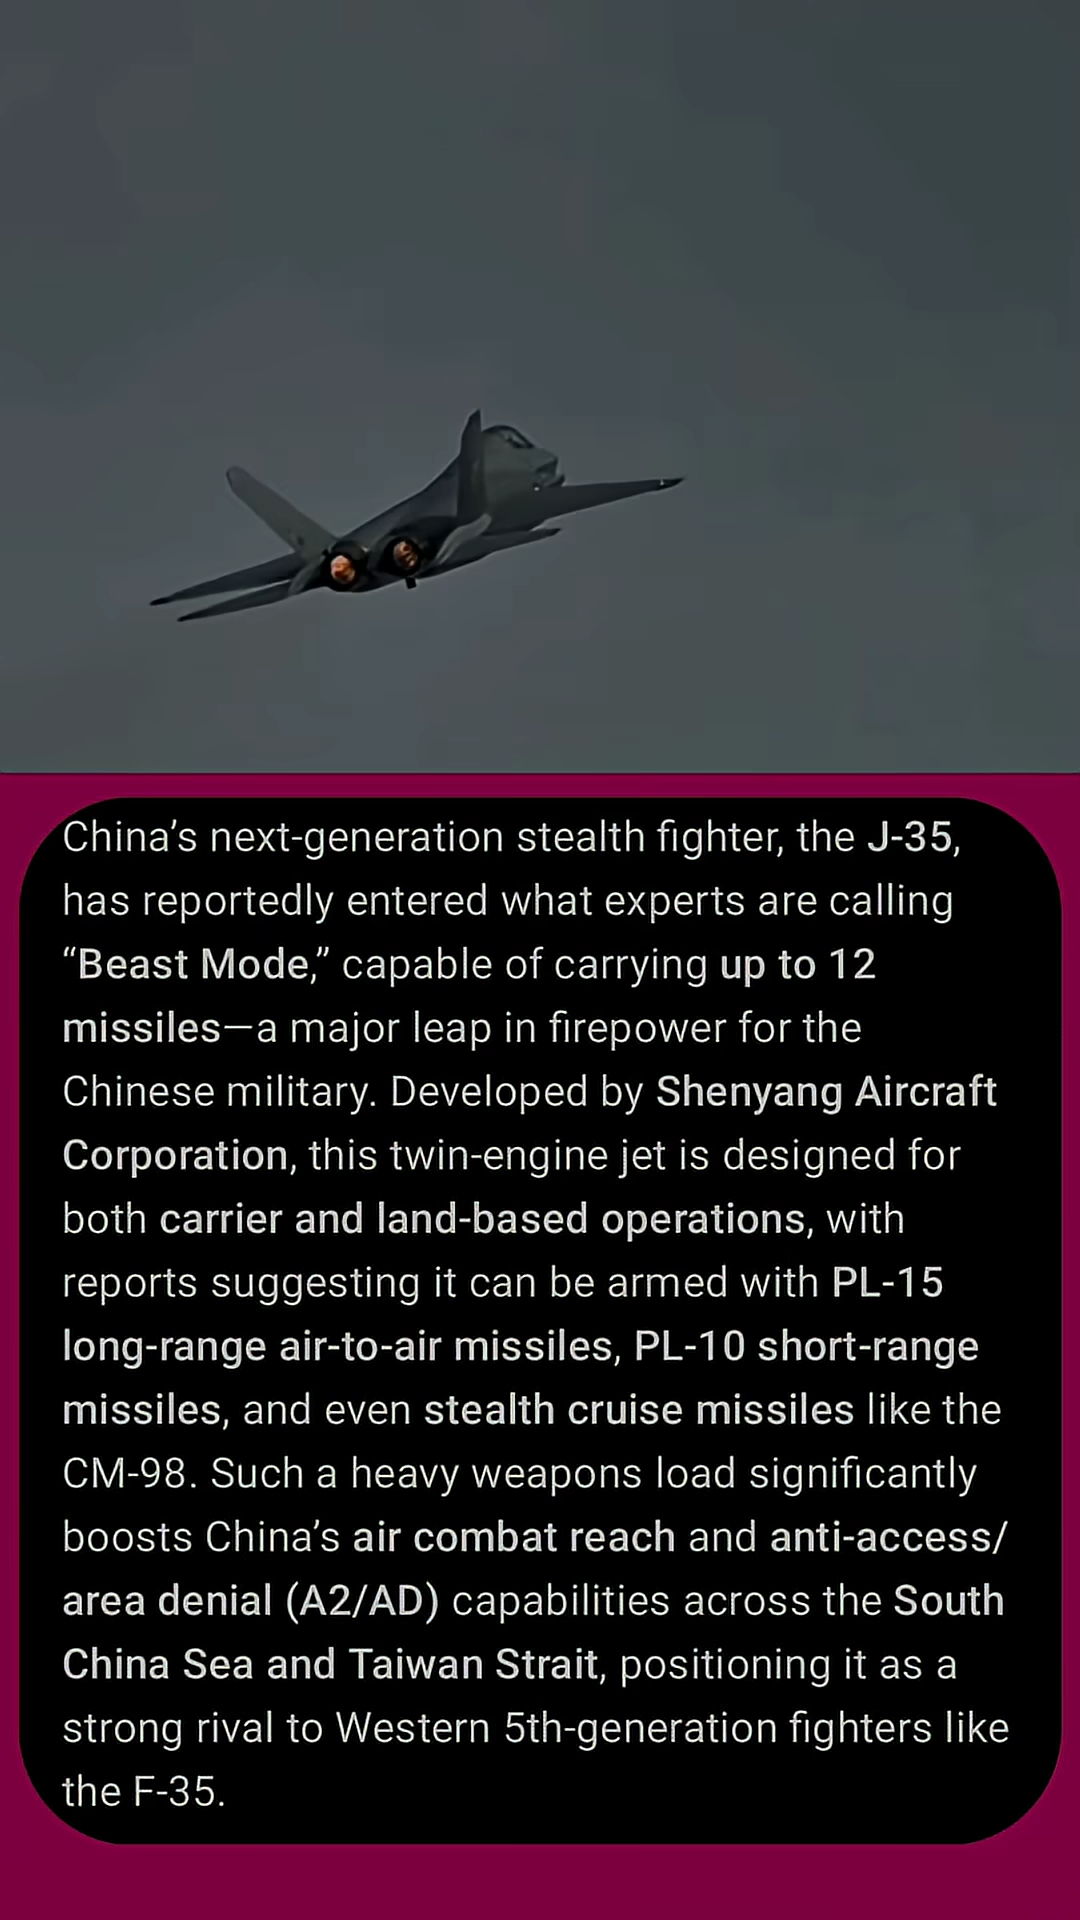 China’s next-generation stealth fighter, the J-35,
has reportedly entered what experts are calling
“Beast Mode,” capable of carrying up to 12
missiles—a major leap in firepower for the
Chinese military. Developed by Shenyang Aircraft
Corporation, this twin-engine jet is designed for
both carrier and land-based operations, with
reports suggesting it can be armed with PL-15
long-range air-to-air missiles, PL-10 short-range
missiles, and even stealth cruise missiles like the
CM-98. Such a heavy weapons load significantly
boosts China’s air combat reach and anti-access/
area denial (A2/AD) capabilities across the South
China Sea and Taiwan Strait, positioning it as a
strong rival to Western 5th-generation fighters like
the F-35.